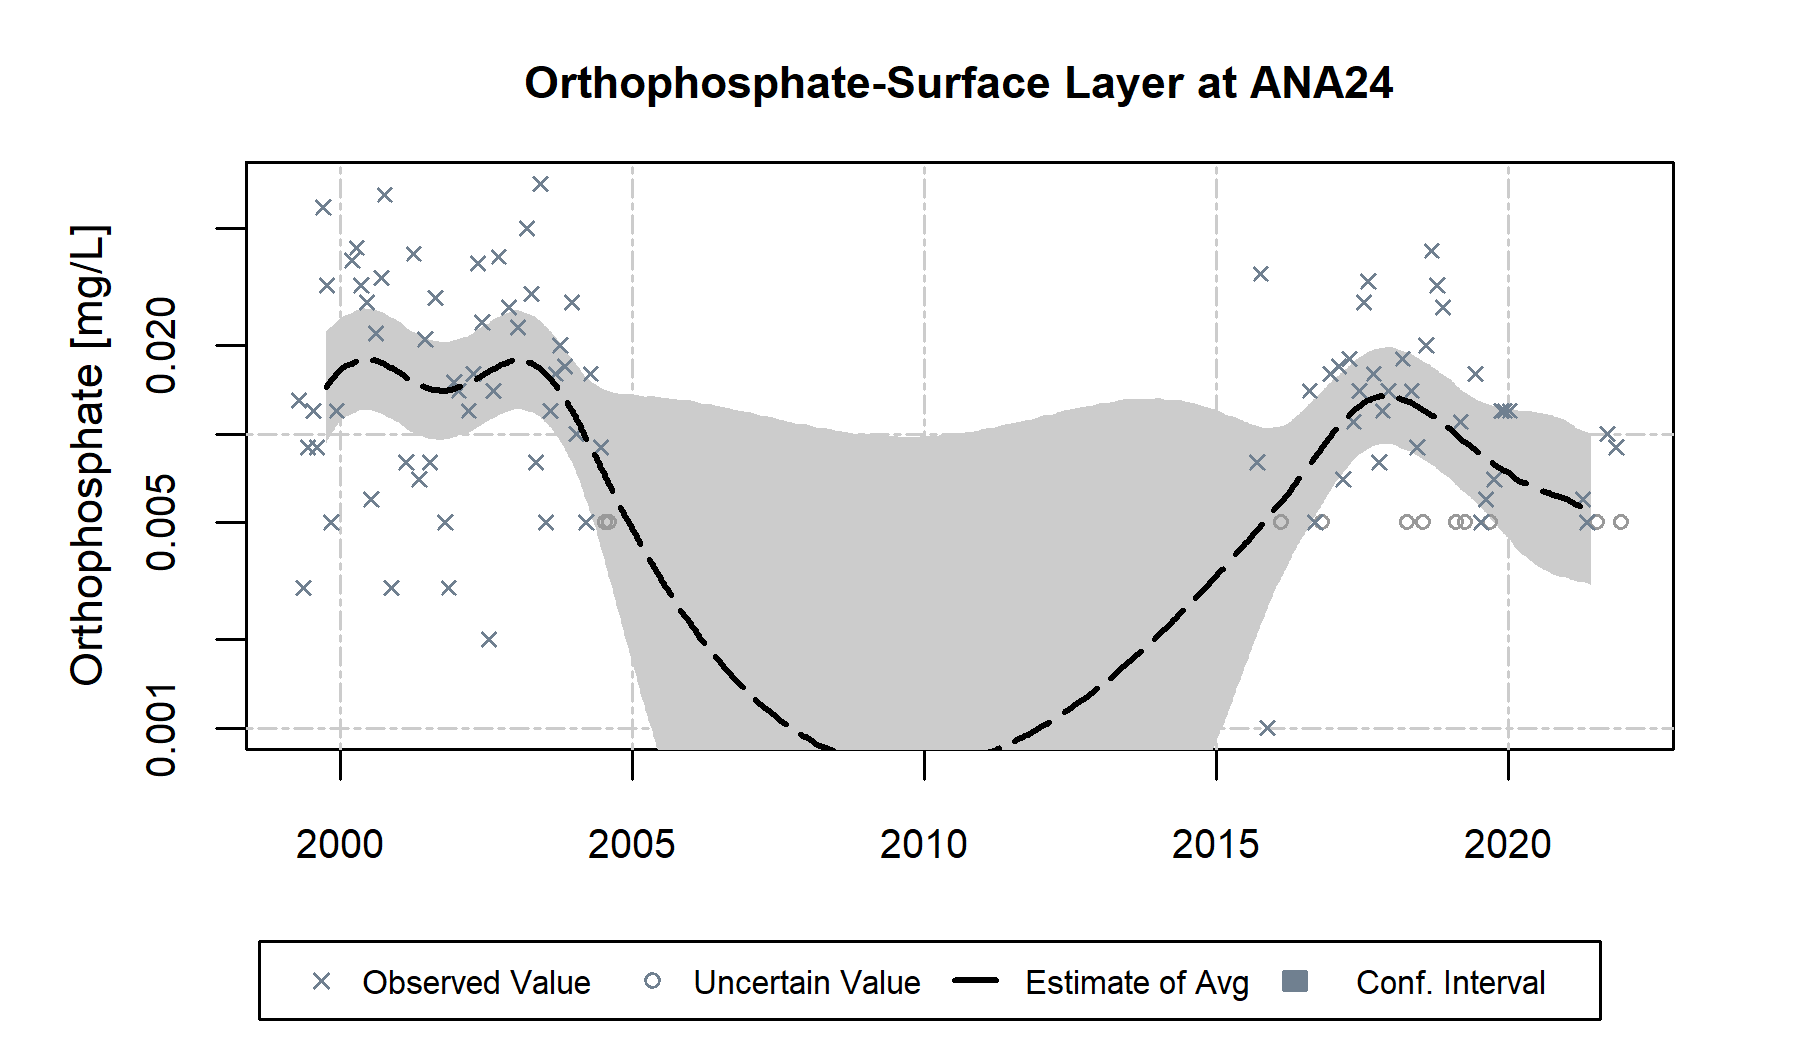 Orthophosphate-Surface Layer at ANA24
Orthophosphate [mg/L]
0.020
0.005
0.001
2000 2005 2010 2015 2020
Observed Value Uncertain Value Estimate of Avg Conf. Interval